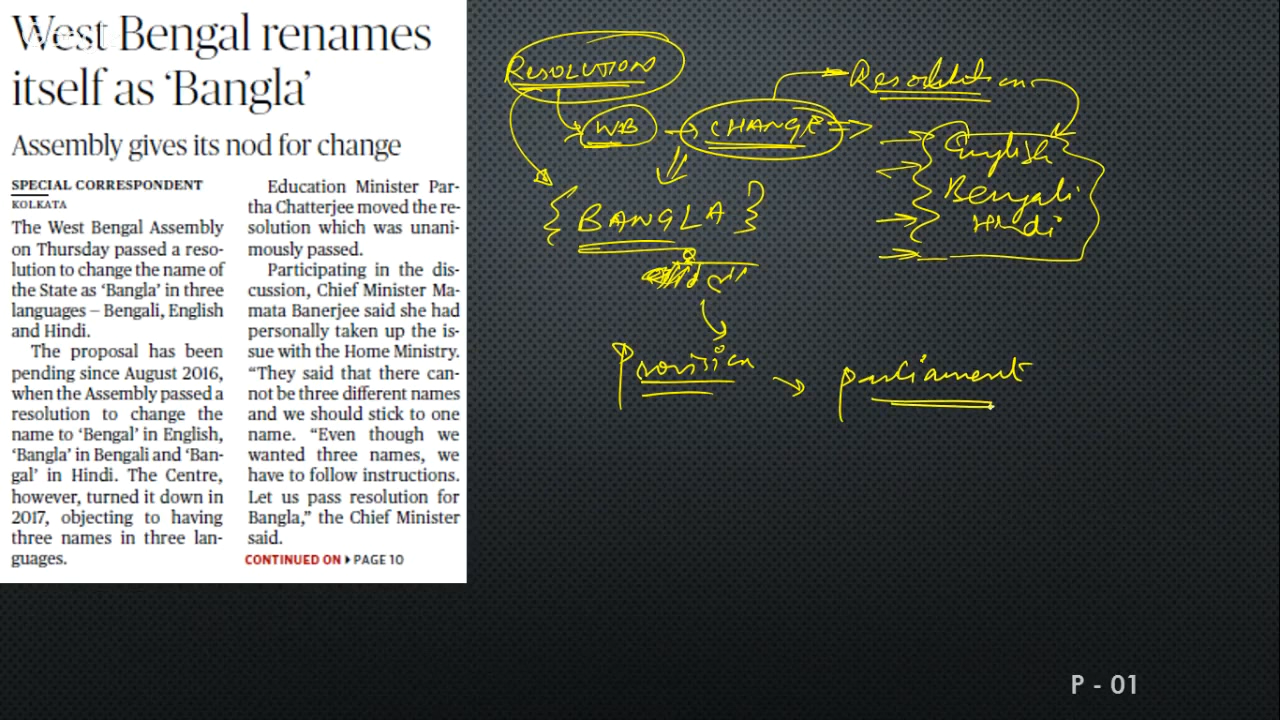 West Bengal renames
itself as ‘Bangla’
Assembly gives its nod for change
SPECIAL CORRESPONDENT
KOLKATA
The West Bengal Assembly
on Thursday passed a reso-
lution to change the name of
the State as ‘Bangla’ in three
languages – Bengali, English
and Hindi.
The proposal has been
pending since August 2016,
when the Assembly passed a
resolution to change the
name to ‘Bengal’ in English,
‘Bangla’ in Bengali and ‘Ban-
gal’ in Hindi. The Centre,
however, turned it down in
2017, objecting to having
three names in three lan-
guages.
Education Minister Par-
tha Chatterjee moved the re-
solution which was unani-
mously passed.
Participating in the dis-
cussion, Chief Minister Ma-
mata Banerjee said she had
personally taken up the is-
sue with the Home Ministry.
“They said that there can-
not be three different names
and we should stick to one
name. “Even though we
wanted three names, we
have to follow instructions.
Let us pass resolution for
Bangla,” the Chief Minister
said.
CONTINUED ON PAGE 10
RESOLUTION
WB
CHANGE
BANGLA
English
Bengali
Hindi
Provision
parliament
P - 01